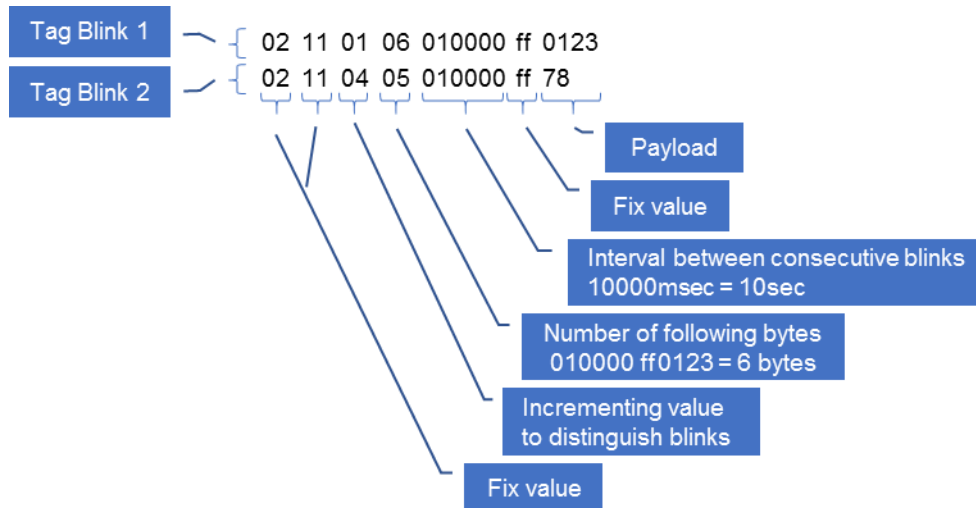 Tag Blink 1
02 11 01 06 010000 ff 0123
Tag Blink 2
02 11 04 05 010000 ff 78
Payload
Fix value
Interval between consecutive blinks
10000msec = 10sec
Number of following bytes
010000 ff0123 = 6 bytes
Incrementing value
to distinguish blinks
Fix value